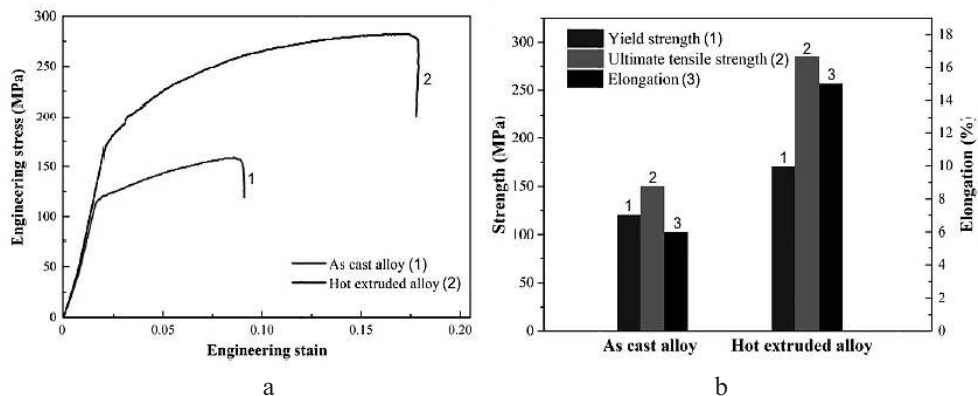 Engineering stress (MPa)
300
250
200
150
100
50
0
0
0.05
0.10
0.15
0.20
Engineering stain
2
1
As cast alloy (1)
Hot extruded alloy (2)
a
Strength (MPa)
300
250
200
150
100
50
0
Yield strength (1)
Ultimate tensile strength (2)
Elongation (3)
1
2
3
1
2
3
As cast alloy
Hot extruded alloy
18
16
14
12
10
8
6
4
2
0
Elongation (%)
b